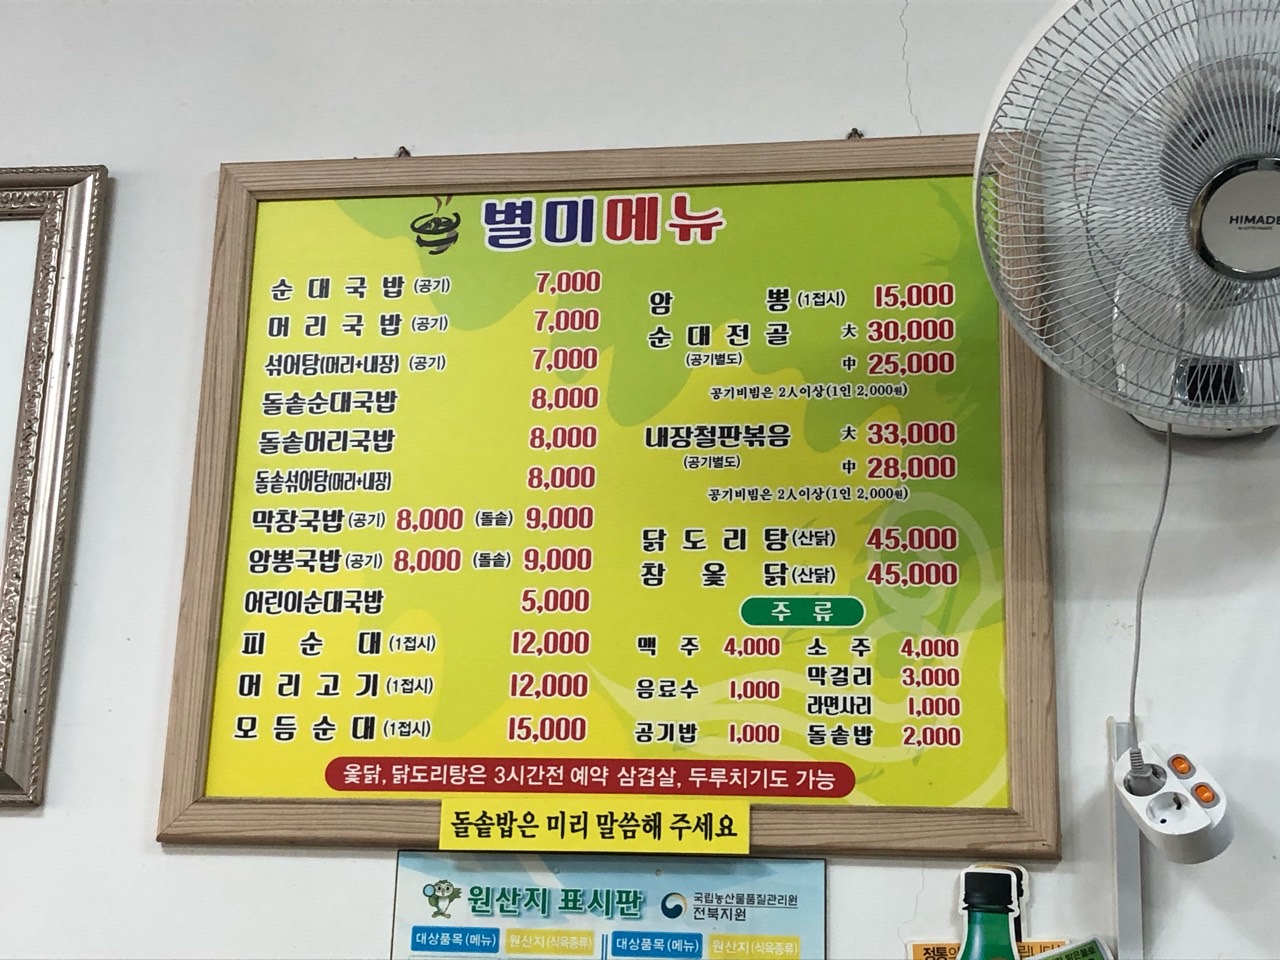 별미메뉴
순대국밥(공기) 7,000
머리국밥(공기) 7,000
섞어탕(머리+내장) (공기) 7,000
돌솥순대국밥 8,000
돌솥머리국밥 8,000
돌솥섞어탕(머리+내장) 8,000
막창국밥(공기) 8,000 (돌솥) 9,000
암뽕국밥(공기) 8,000 (돌솥) 9,000
어린이순대국밥 5,000
피순대(1접시) 12,000
머리고기(1접시) 12,000
모듬순대(1접시) 15,000
암뽕(1접시) 15,000
순대전골 大 30,000
(공기별도) 中 25,000
공기비빔은 2人이상(1인 2,000원)
내장철판볶음 大 33,000
(공기별도) 中 28,000
공기비빔은 2人이상(1인 2,000원)
닭도리탕(산닭) 45,000
참옻닭(산닭) 45,000
주류
맥주 4,000 소주 4,000
막걸리 3,000
음료수 1,000
라면사리 1,000
공기밥 1,000 돌솥밥 2,000
옻닭, 닭도리탕은 3시간전 예약 삼겹살, 두루치기도 가능
돌솥밥은 미리 말씀해 주세요
원산지 표시판
국립농산물품질관리원
전북지원
대상품목(메뉴) 원산지(식육종류) 대상품목(메뉴) 원산지(식육종류)
HIMADE